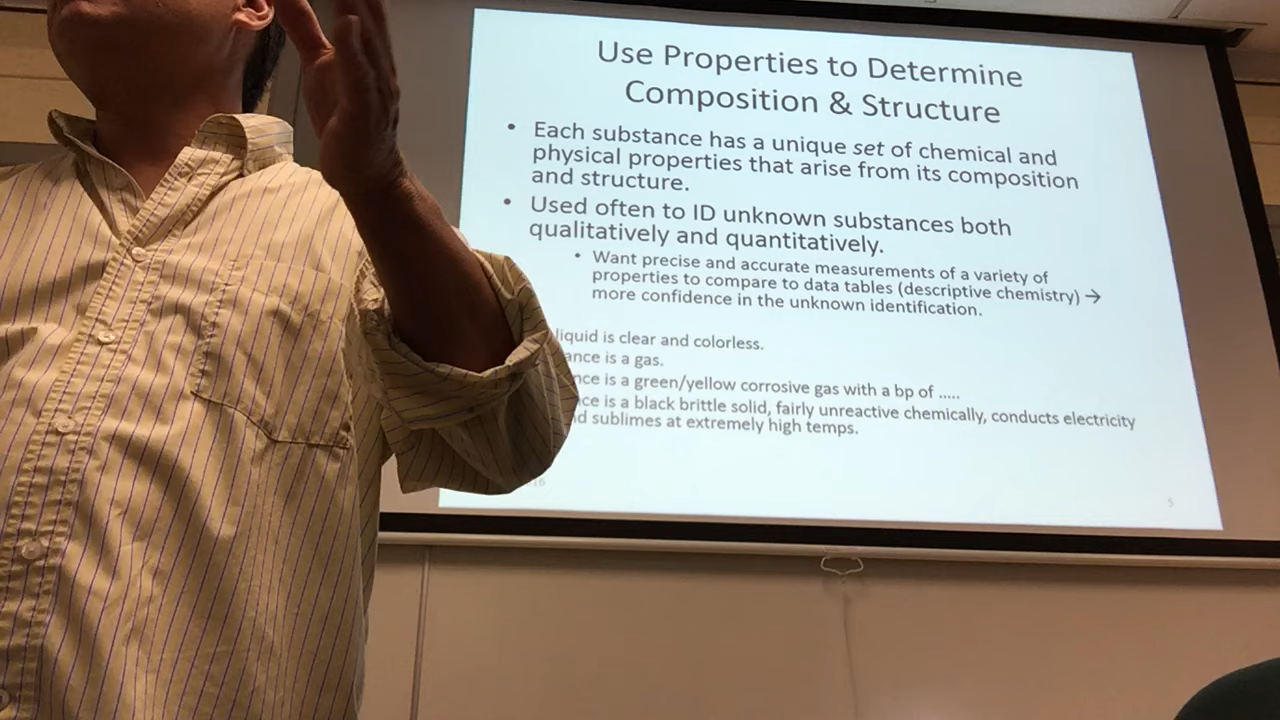 Use Properties to Determine
Composition & Structure
• Each substance has a unique set of chemical and
physical properties that arise from its composition
and structure.
• Used often to ID unknown substances both
qualitatively and quantitatively.
• Want precise and accurate measurements of a variety of
properties to compare to data tables (descriptive chemistry) →
more confidence in the unknown identification.
liquid is clear and colorless.
is a gas.
is a green/yellow corrosive gas with a bp of .....
is a black brittle solid, fairly unreactive chemically, conducts electricity
sublimes at extremely high temps.
5